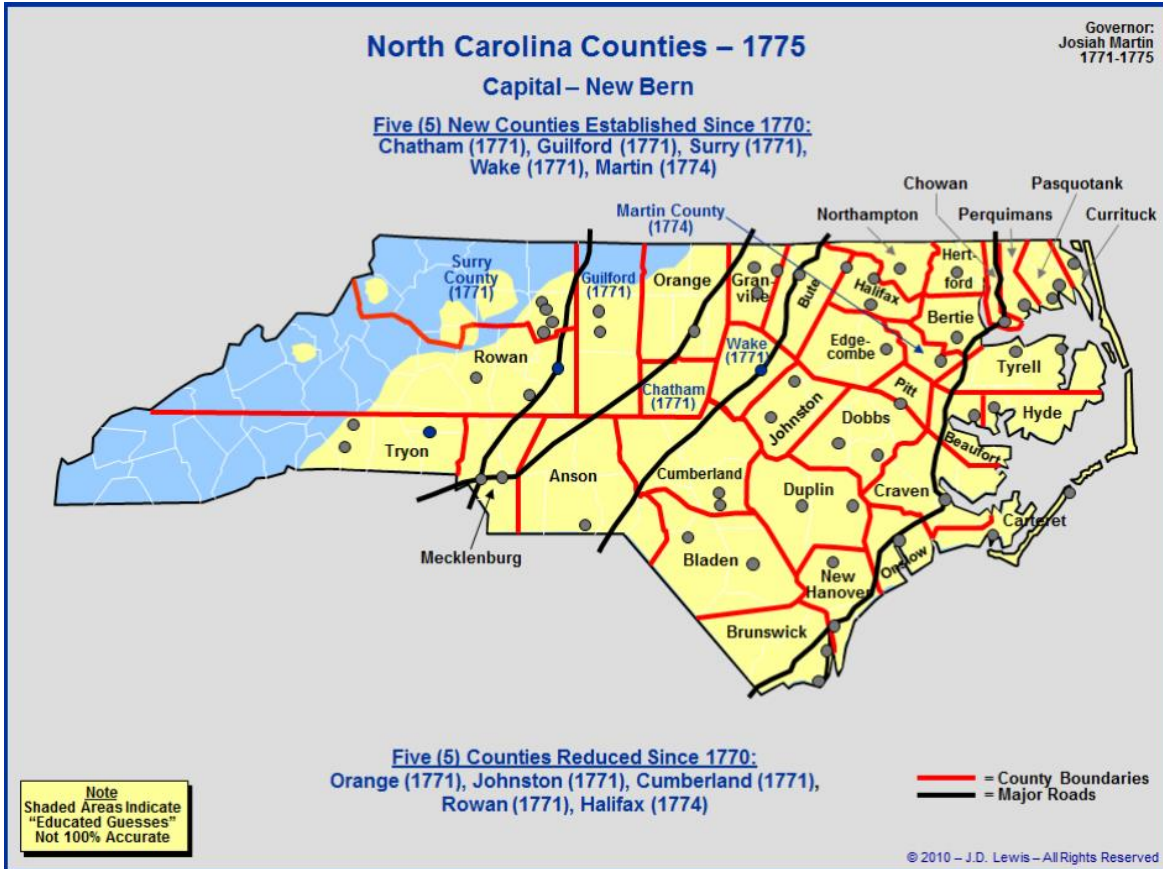 North Carolina Counties – 1775
Governor:
Josiah Martin
1771-1775
Capital – New Bern
Five (5) New Counties Established Since 1770:
Chatham (1771), Guilford (1771), Surry (1771),
Wake (1771), Martin (1774)
Chowan
Pasquotank
Martin County
(1774)
Northampton
Perquimans
Currituck
Surry
County
(1771)
Guilford
(1771)
Orange
Gran-
ville
Bute
Halifax
Hert-
ford
Bertie
Rowan
Chatham
(1771)
Wake
(1771)
Edge-
combe
Tyrell
Pitt
Johnston
Dobbs
Hyde
Beaufort
Tryon
Anson
Cumberland
Duplin
Craven
Carteret
Mecklenburg
Bladen
New
Hanover
Onslow
Brunswick
Five (5) Counties Reduced Since 1770:
Orange (1771), Johnston (1771), Cumberland (1771),
Rowan (1771), Halifax (1774)
Note
Shaded Areas Indicate
“Educated Guesses”
Not 100% Accurate
= County Boundaries
= Major Roads
© 2010 – J.D. Lewis – All Rights Reserved